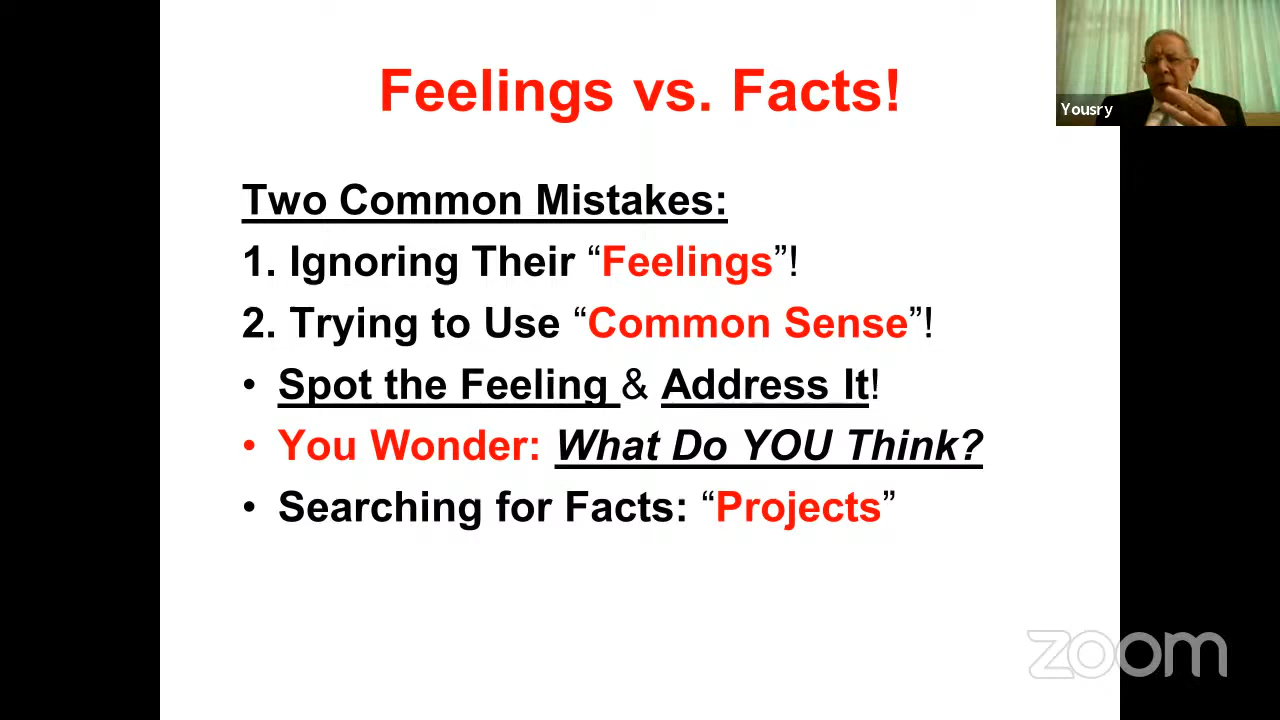 Feelings vs. Facts!
Yousry
Two Common Mistakes:
1. Ignoring Their “Feelings”!
2. Trying to Use “Common Sense”!
• Spot the Feeling & Address It!
• You Wonder: What Do YOU Think?
• Searching for Facts: “Projects”
zoom